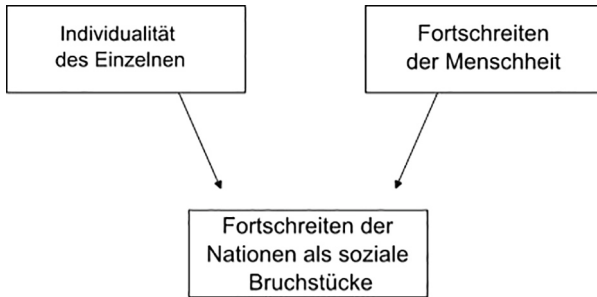 Individualität
des Einzelnen
Fortschreiten
der Menschheit
Fortschreiten der
Nationen als soziale
Bruchstücke